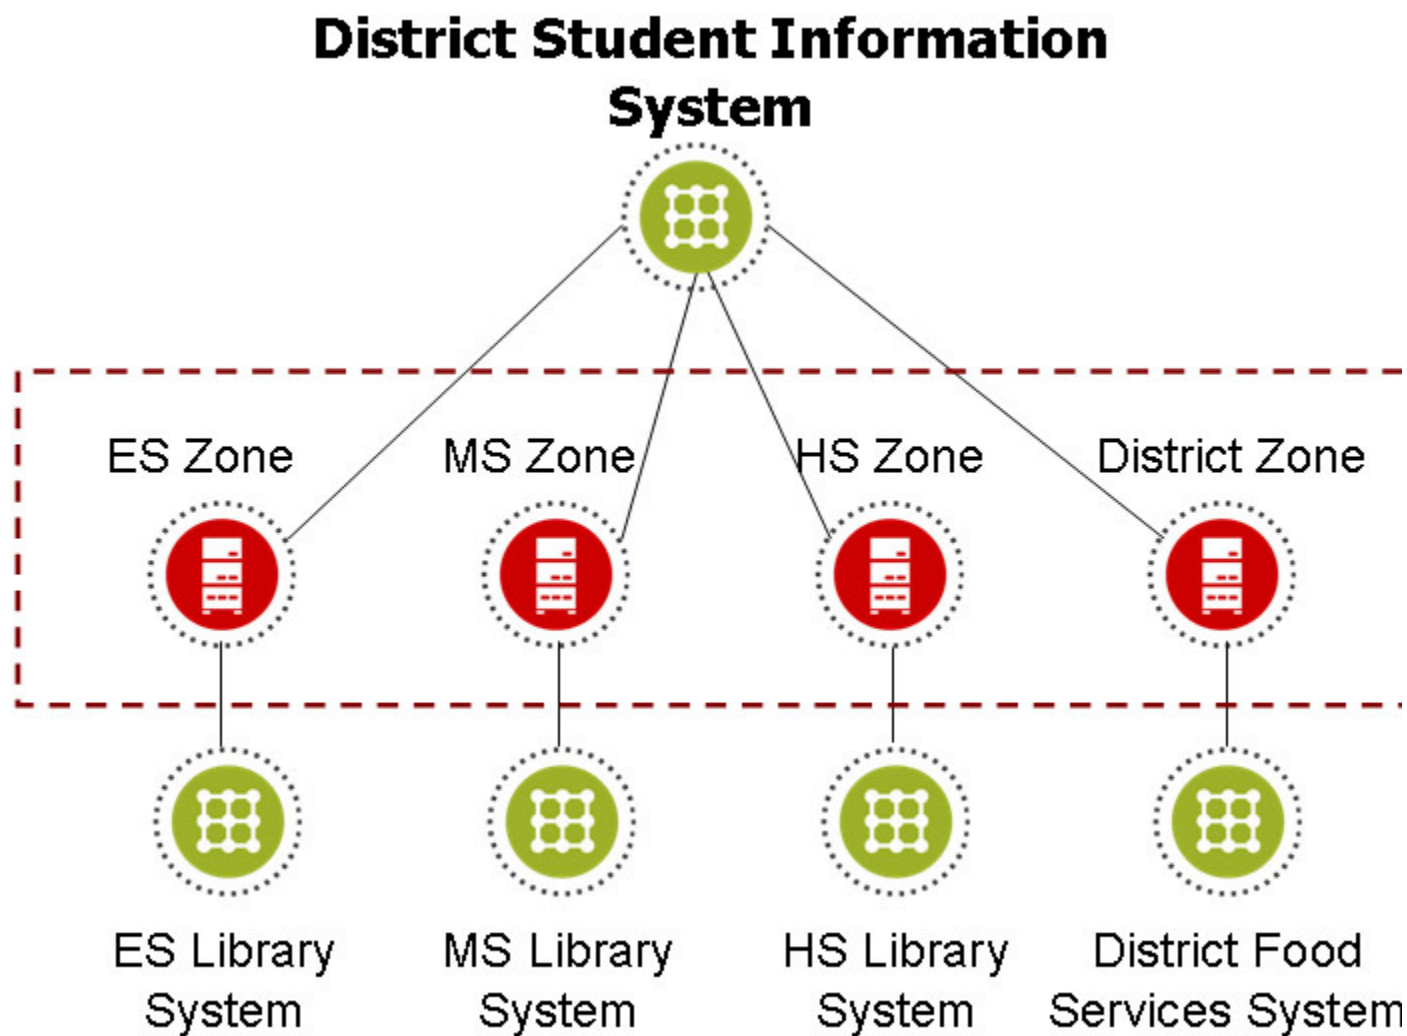 District Student Information
System
ES Zone
MS Zone
HS Zone
District Zone
ES Library
System
MS Library
System
HS Library
System
District Food
Services System